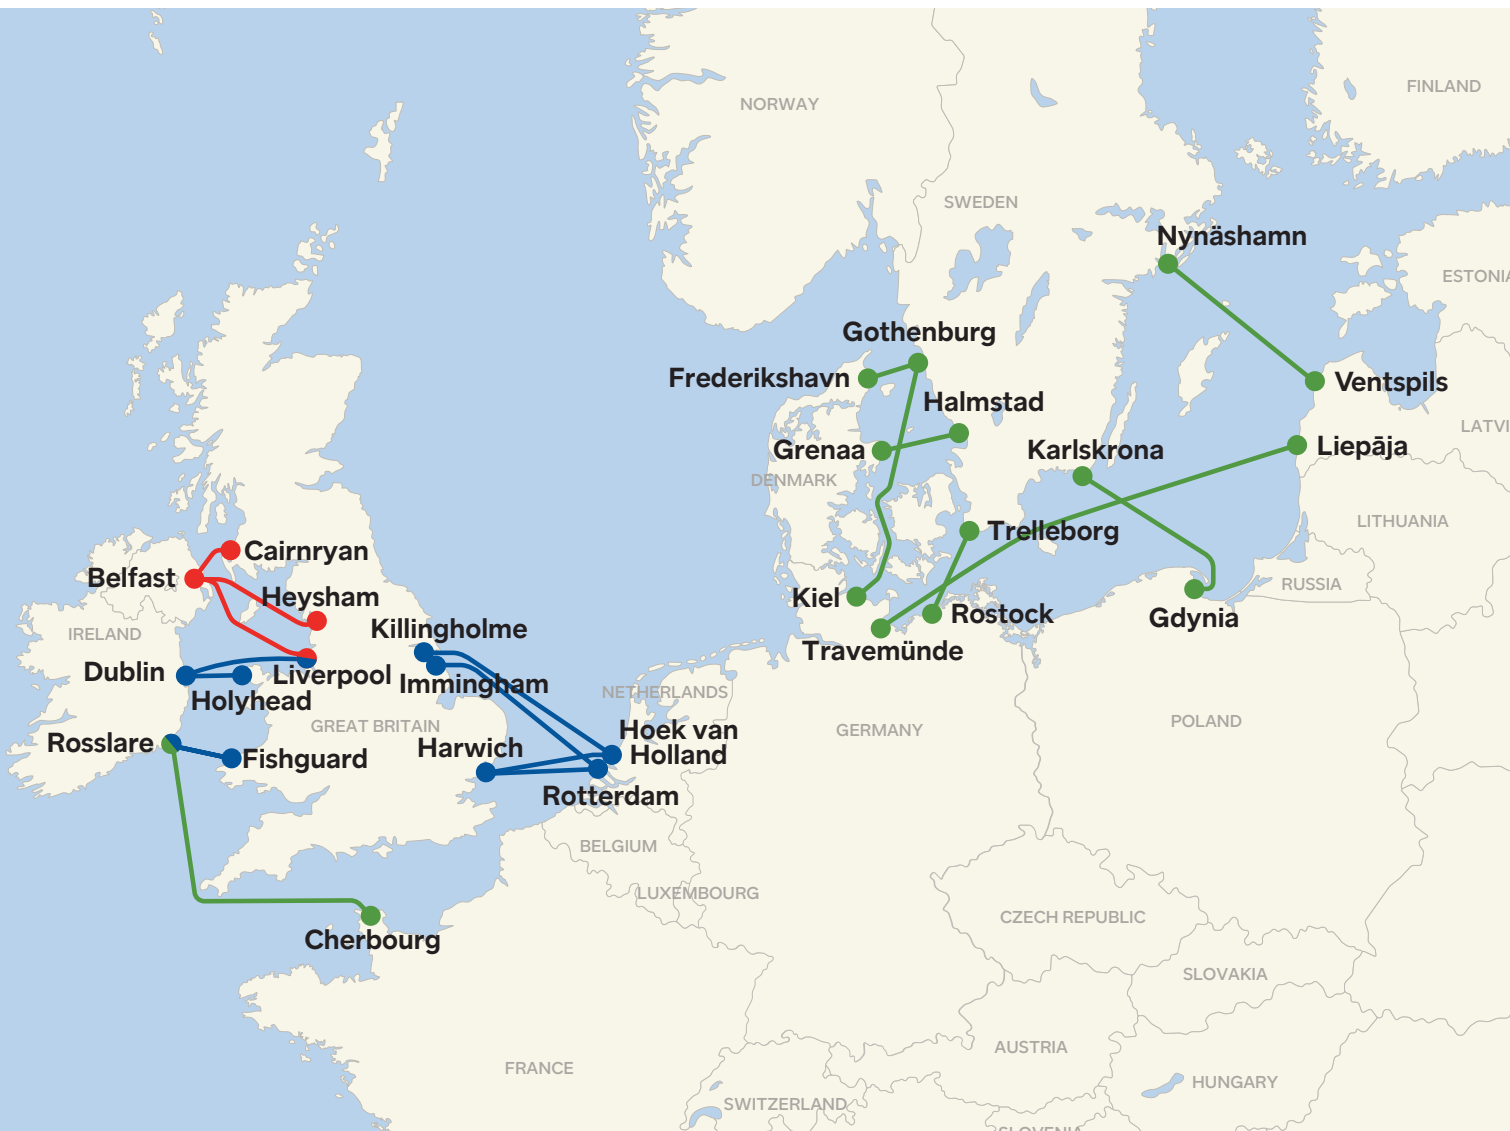 FINLAND
NORWAY
SWEDEN
Nynäshamn
ESTONIA
Gothenburg
Frederikshavn
Ventspils
Halmstad
LATVI
Grenaa
Karlskrona
Liepāja
DENMARK
LITHUANIA
Trelleborg
Cairnryan
Belfast
RUSSIA
Heysham
Kiel
Rostock
Gdynia
Killingholme
IRELAND
Travemünde
Dublin
Liverpool
Immingham
NETHERLANDS
Holyhead
GREAT BRITAIN
POLAND
GERMANY
Hoek van
Holland
Rosslare
Harwich
Fishguard
Rotterdam
BELGIUM
LUXEMBOURG
CZECH REPUBLIC
Cherbourg
SLOVAKIA
AUSTRIA
FRANCE
HUNGARY
SWITZERLAND
SLOVENIA